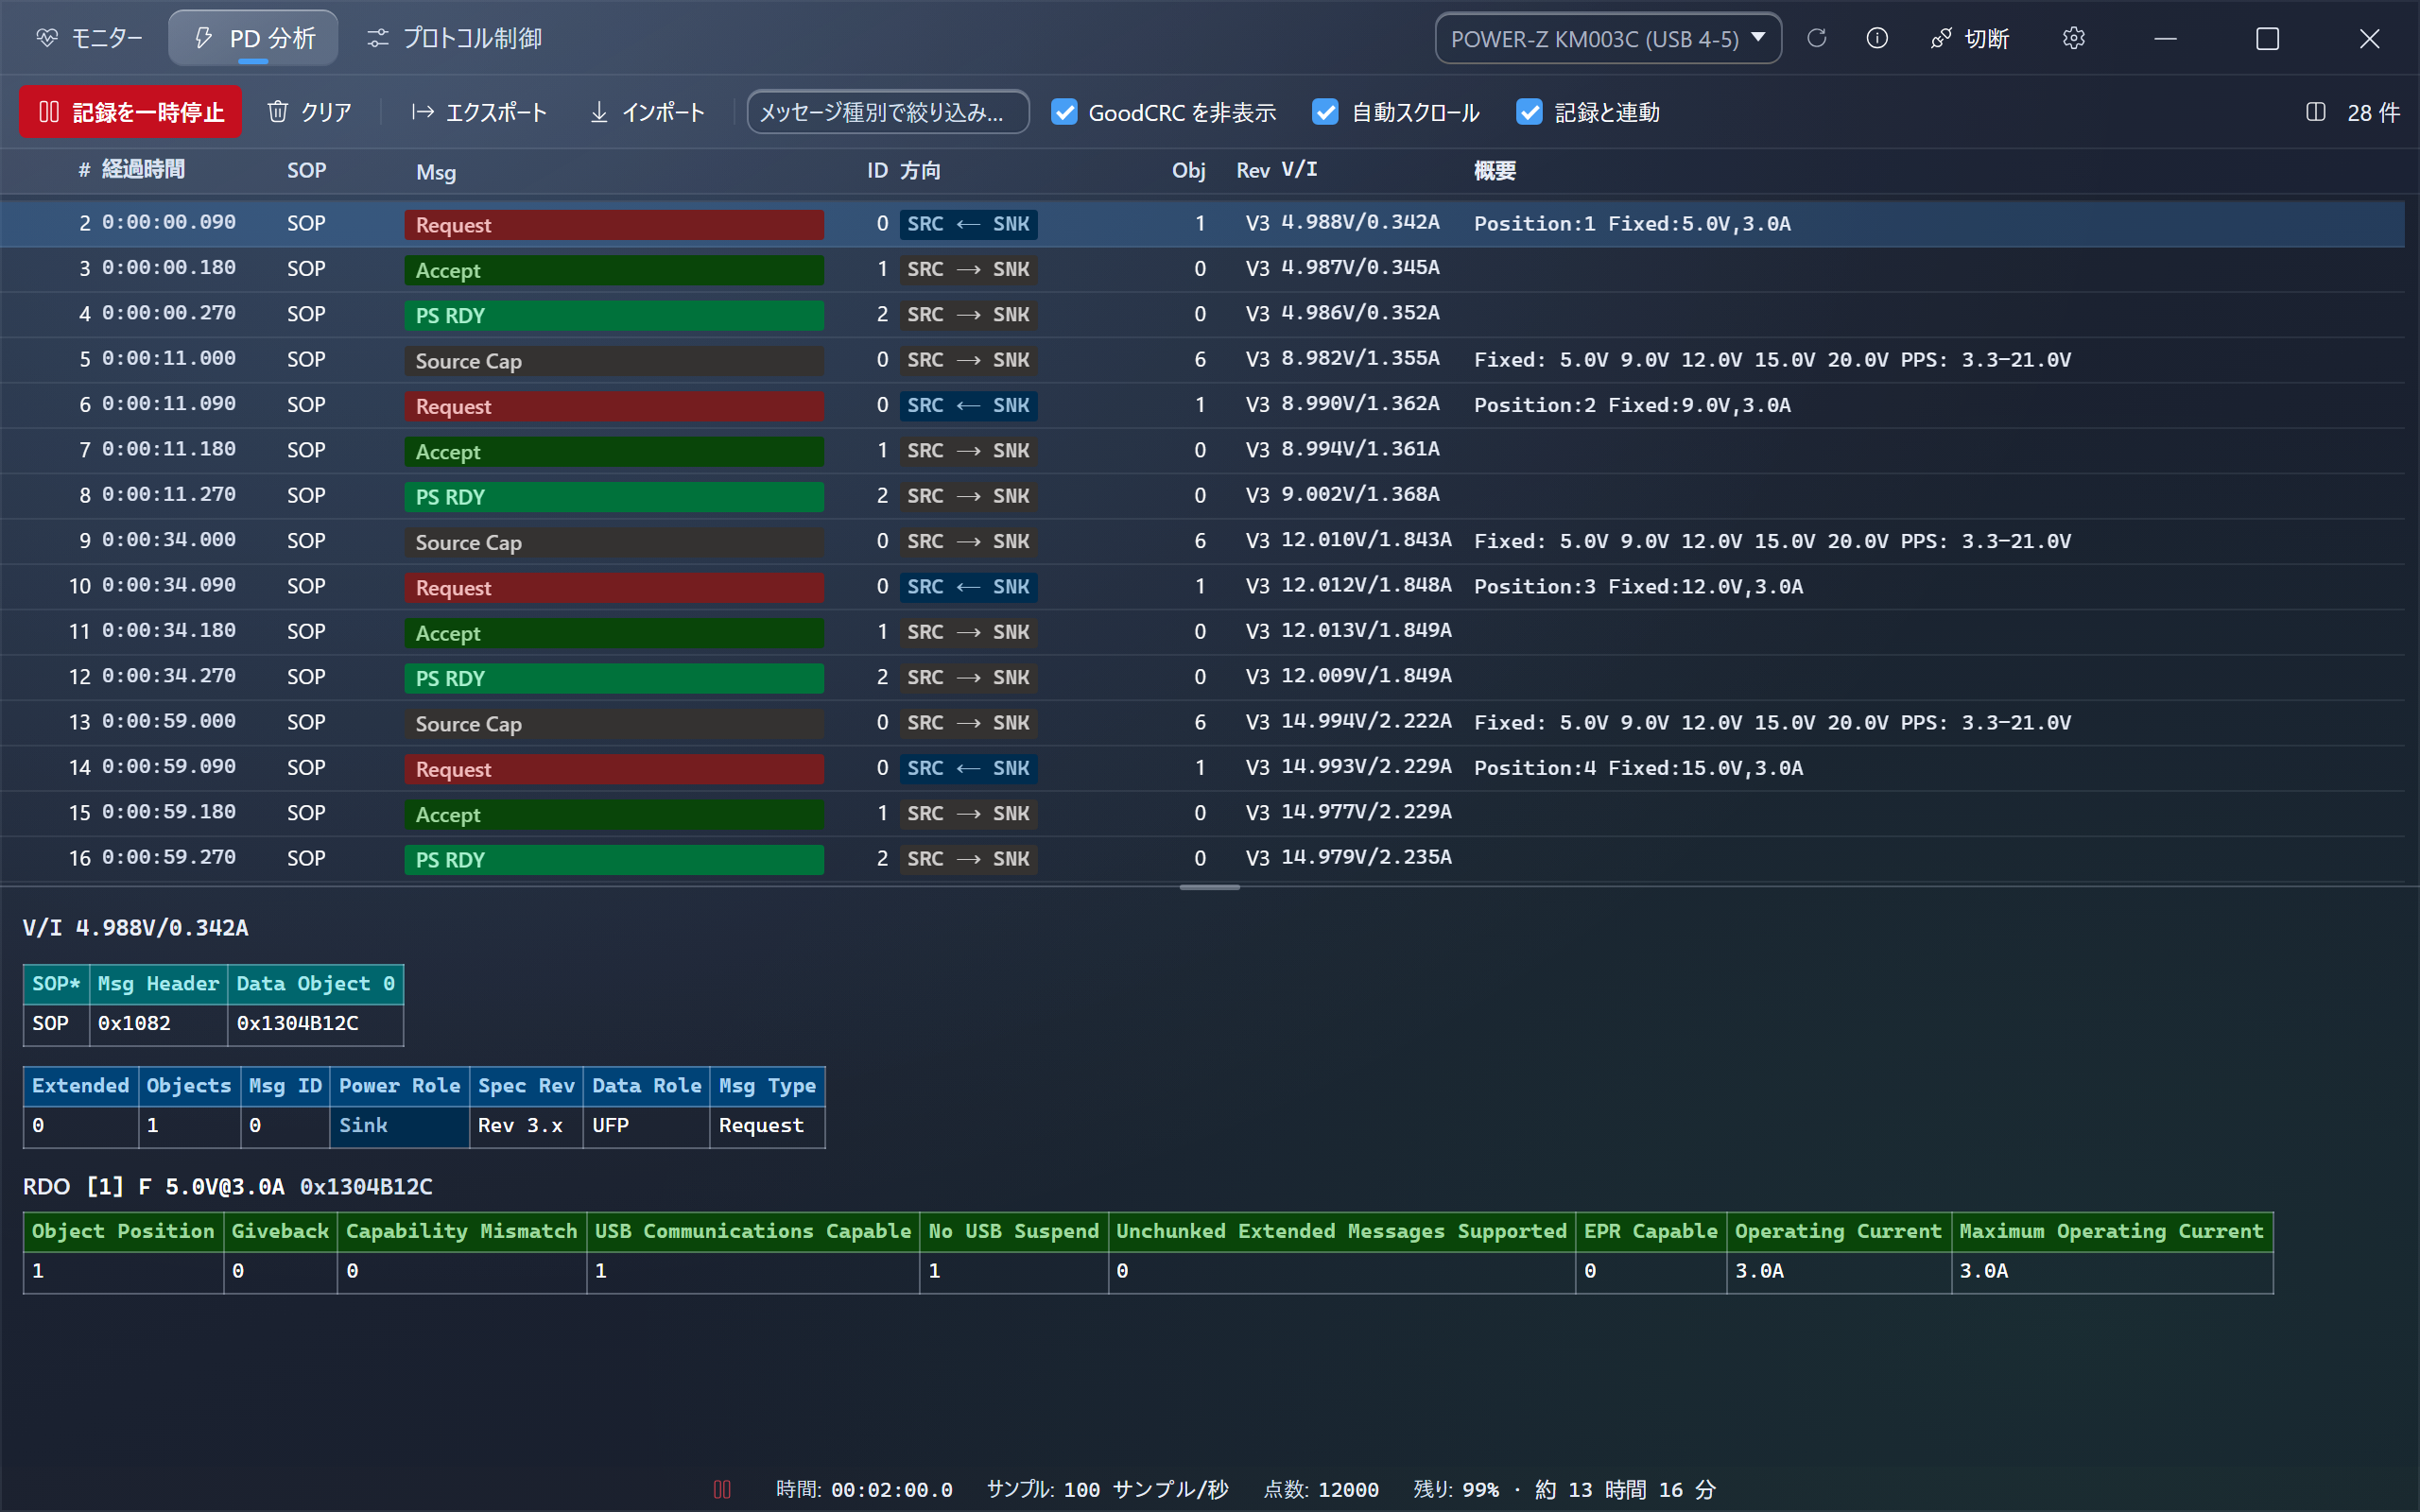 モニター PD 分析 プロトコル制御 POWER-Z KM003C (USB 4-5) 切断
記録を一時停止 クリア エクスポート インポート メッセージ種別で絞り込み... GoodCRC を非表示 自動スクロール 記録と連動 28 件
# 経過時間 SOP Msg ID 方向 Obj Rev V/I 概要
2 0:00:00.090 SOP Request 0 SRC ← SNK 1 V3 4.988V/0.342A Position:1 Fixed:5.0V,3.0A
3 0:00:00.180 SOP Accept 1 SRC → SNK 0 V3 4.987V/0.345A
4 0:00:00.270 SOP PS RDY 2 SRC → SNK 0 V3 4.986V/0.352A
5 0:00:11.000 SOP Source Cap 0 SRC → SNK 6 V3 8.982V/1.355A Fixed: 5.0V 9.0V 12.0V 15.0V 20.0V PPS: 3.3-21.0V
6 0:00:11.090 SOP Request 0 SRC ← SNK 1 V3 8.990V/1.362A Position:2 Fixed:9.0V,3.0A
7 0:00:11.180 SOP Accept 1 SRC → SNK 0 V3 8.994V/1.361A
8 0:00:11.270 SOP PS RDY 2 SRC → SNK 0 V3 9.002V/1.368A
9 0:00:34.000 SOP Source Cap 0 SRC → SNK 6 V3 12.010V/1.843A Fixed: 5.0V 9.0V 12.0V 15.0V 20.0V PPS: 3.3-21.0V
10 0:00:34.090 SOP Request 0 SRC ← SNK 1 V3 12.012V/1.848A Position:3 Fixed:12.0V,3.0A
11 0:00:34.180 SOP Accept 1 SRC → SNK 0 V3 12.013V/1.849A
12 0:00:34.270 SOP PS RDY 2 SRC → SNK 0 V3 12.009V/1.849A
13 0:00:59.000 SOP Source Cap 0 SRC → SNK 6 V3 14.994V/2.222A Fixed: 5.0V 9.0V 12.0V 15.0V 20.0V PPS: 3.3-21.0V
14 0:00:59.090 SOP Request 0 SRC ← SNK 1 V3 14.993V/2.229A Position:4 Fixed:15.0V,3.0A
15 0:00:59.180 SOP Accept 1 SRC → SNK 0 V3 14.977V/2.229A
16 0:00:59.270 SOP PS RDY 2 SRC → SNK 0 V3 14.979V/2.235A
V/I 4.988V/0.342A
SOP* Msg Header Data Object 0
SOP 0x1082 0x1304B12C
Extended Objects Msg ID Power Role Spec Rev Data Role Msg Type
0 1 0 Sink Rev 3.x UFP Request
RDO [1] F 5.0V@3.0A 0x1304B12C
Object Position Giveback Capability Mismatch USB Communications Capable No USB Suspend Unchunked Extended Messages Supported EPR Capable Operating Current Maximum Operating Current
1 0 0 1 1 0 0 3.0A 3.0A
時間: 00:02:00.0 サンプル: 100 サンプル/秒 点数: 12000 残り: 99% · 約 13 時間 16 分